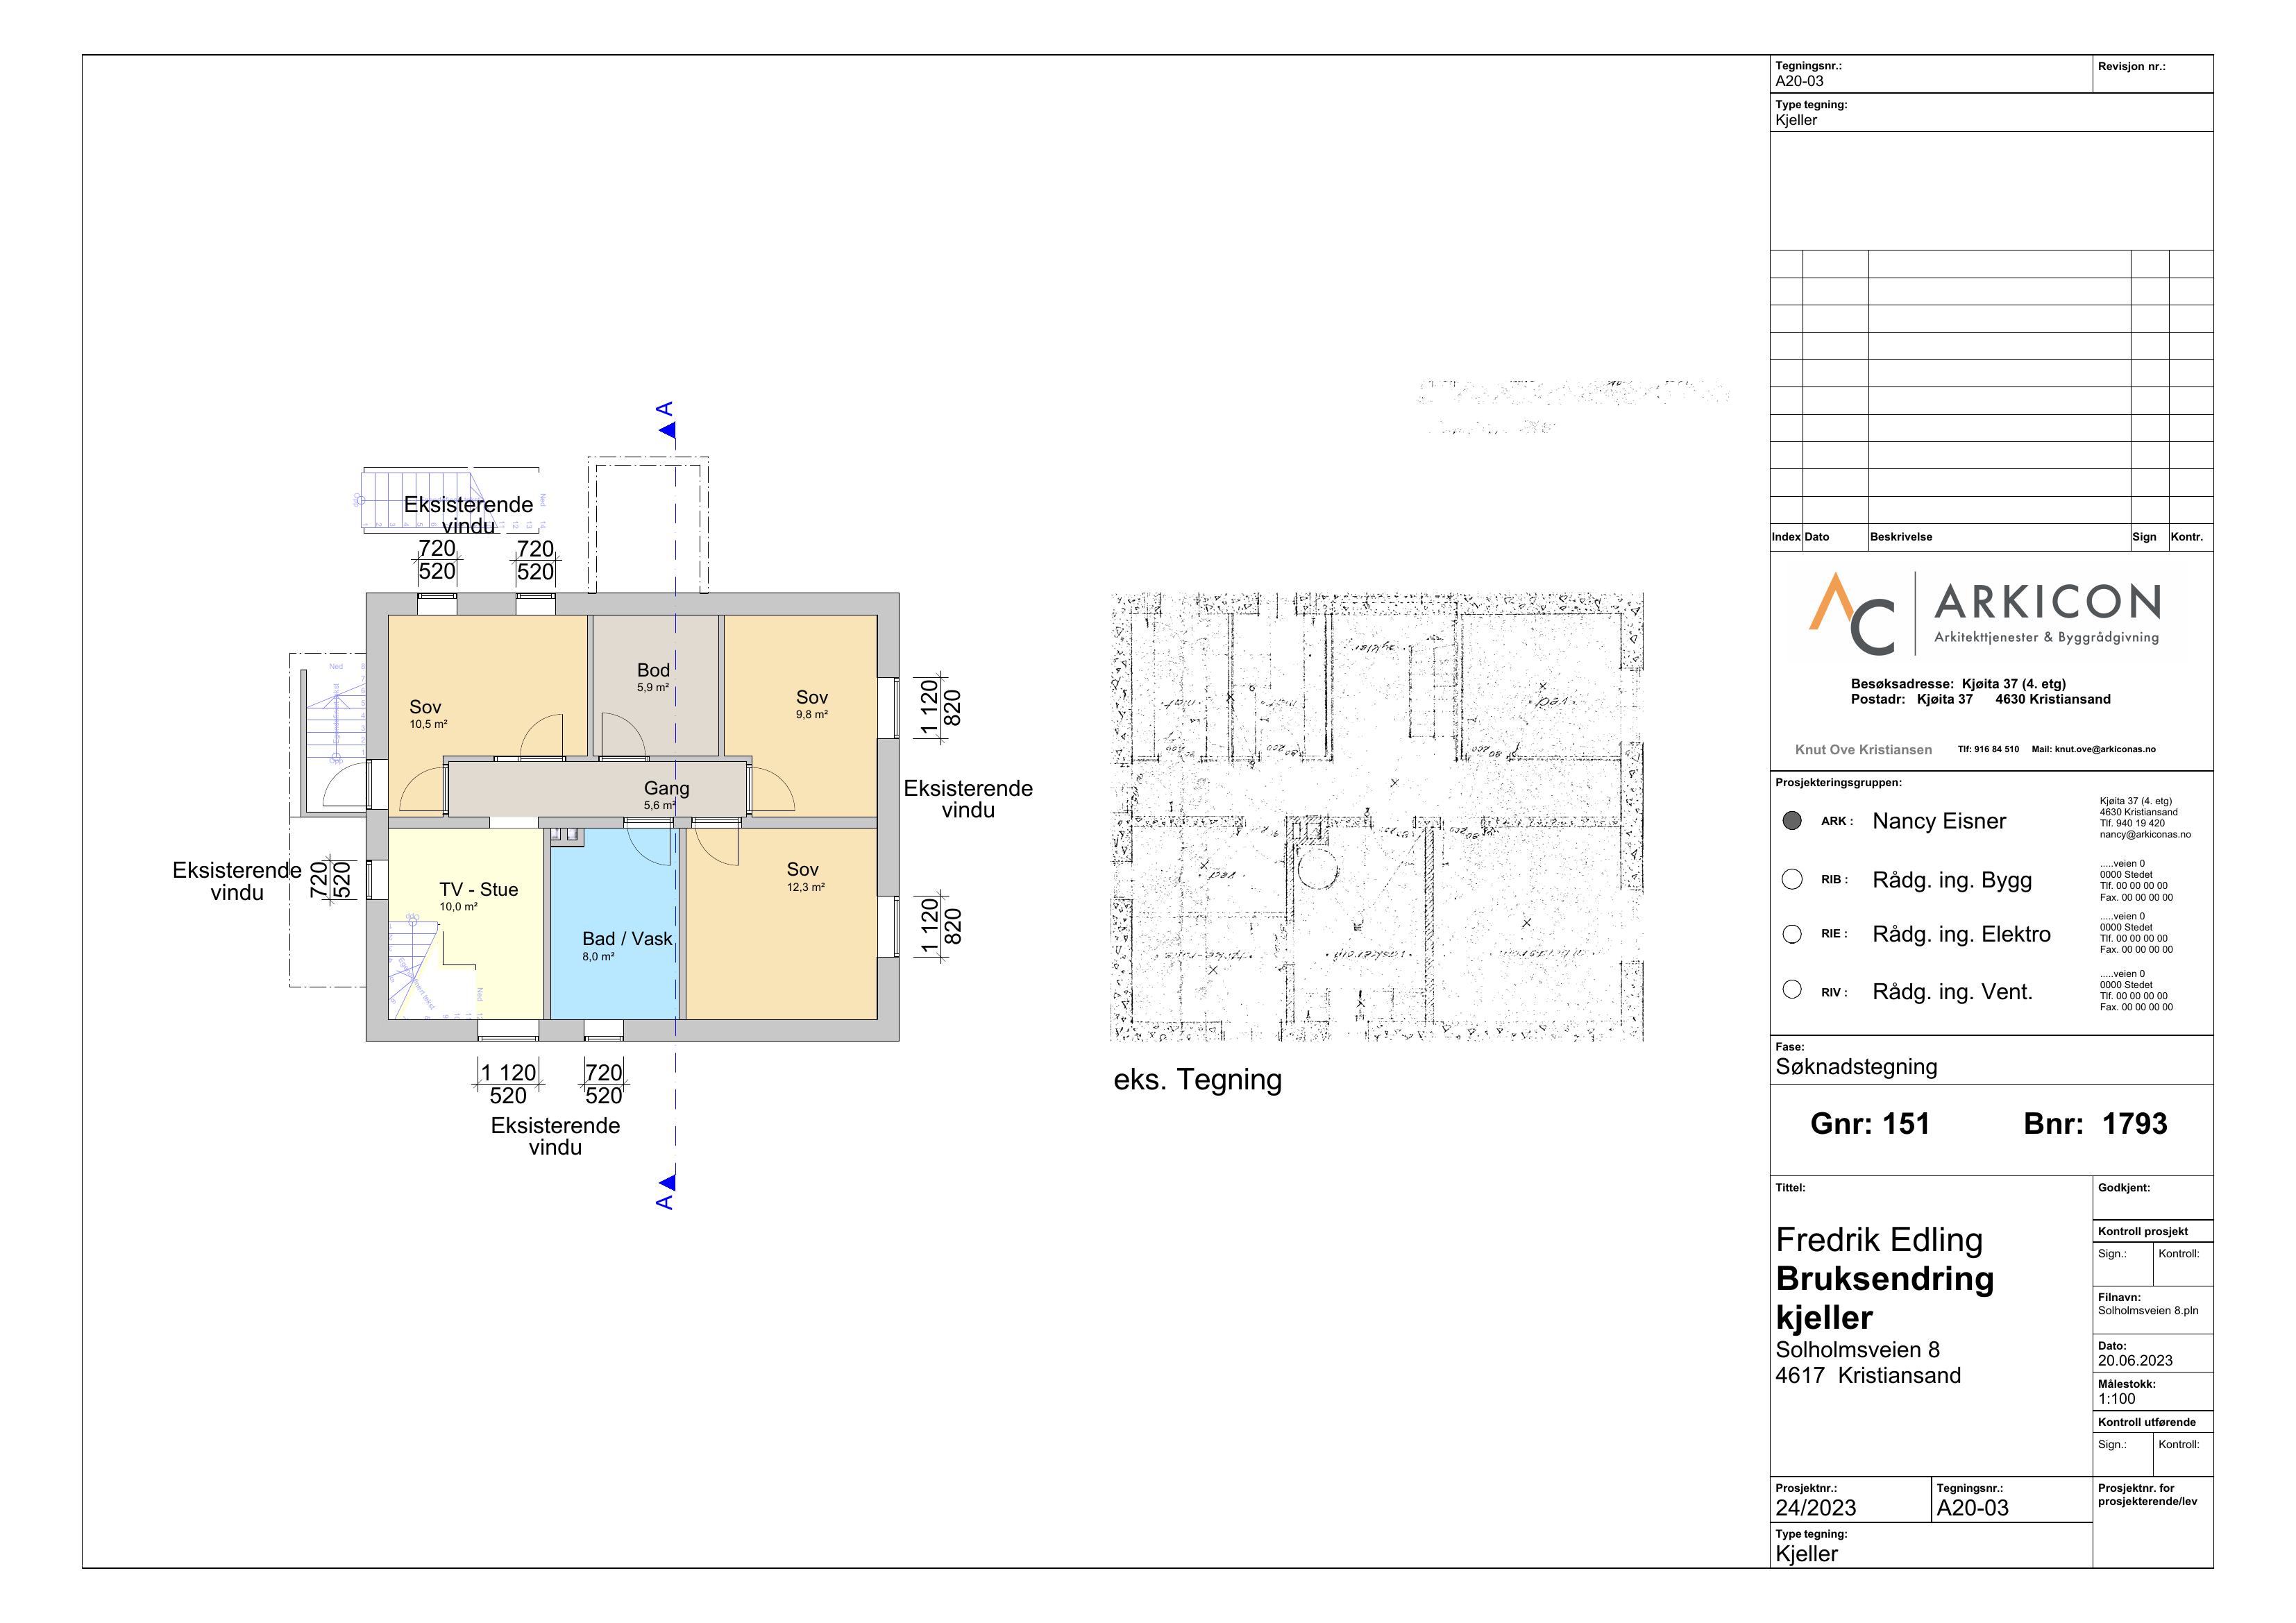 Tegningsnr.:
A20-03
Revisjon nr.:
Type tegning:
Kjeller
Index Dato Beskrivelse Sign Kontr.
AC ARKICON
Arkitekttjenester & Byggrådgivning
Besøksadresse: Kjøita 37 (4. etg)
Postadr: Kjøita 37 4630 Kristiansand
Knut Ove Kristiansen Tlf: 916 84 510 Mail: knut.ove@arkiconas.no
Prosjekteringsgruppen:
ARK : Nancy Eisner
Kjøita 37 (4. etg)
4630 Kristiansand
Tlf. 940 19 420
nancy@arkiconas.no
RIB : Rådg. ing. Bygg
.....veien 0
0000 Stedet
Tlf. 00 00 00 00
Fax. 00 00 00 00
RIE : Rådg. ing. Elektro
.....veien 0
0000 Stedet
Tlf. 00 00 00 00
Fax. 00 00 00 00
RIV : Rådg. ing. Vent.
.....veien 0
0000 Stedet
Tlf. 00 00 00 00
Fax. 00 00 00 00
Fase:
Søknadstegning
Gnr: 151 Bnr: 1793
Tittel:
Fredrik Edling
Bruksendring
kjeller
Solholmsveien 8
4617 Kristiansand
Godkjent:
Kontroll prosjekt
Sign.: Kontroll:
Filnavn:
Solholmsveien 8.pln
Dato:
20.06.2023
Målestokk:
1:100
Kontroll utførende
Sign.: Kontroll:
Prosjektnr.:
24/2023
Tegningsnr.:
A20-03
Prosjektnr. for
prosjekterende/lev
Type tegning:
Kjeller
A
Eksisterende
vindu
720
520
720
520
Sov
10,5 m²
Bod
5,9 m²
Sov
9,8 m²
1 120
820
Gang
5,6 m²
Eksisterende
vindu
Eksisterende
vindu
720
520
TV - Stue
10,0 m²
Bad / Vask
8,0 m²
Sov
12,3 m²
1 120
820
1 120
520
720
520
Eksisterende
vindu
A
Ned
Opp
Ned
Opp
Opp
Ned
eks. Tegning